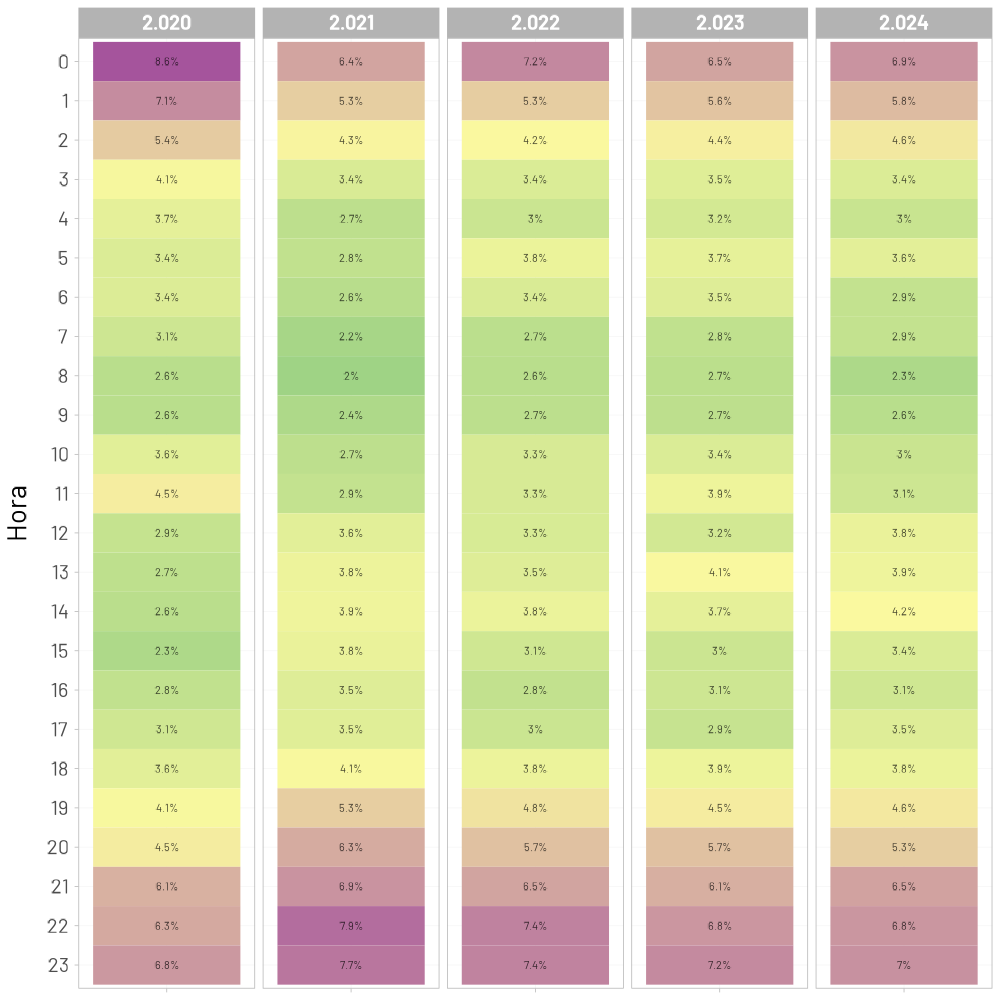 2.020 2.021 2.022 2.023 2.024
0 8.6% 6.4% 7.2% 6.5% 6.9%
1 7.1% 5.3% 5.3% 5.6% 5.8%
2 5.4% 4.3% 4.2% 4.4% 4.6%
3 4.1% 3.4% 3.4% 3.5% 3.4%
4 3.7% 2.7% 3% 3.2% 3%
5 3.4% 2.8% 3.8% 3.7% 3.6%
6 3.4% 2.6% 3.4% 3.5% 2.9%
7 3.1% 2.2% 2.7% 2.8% 2.9%
8 2.6% 2% 2.6% 2.7% 2.3%
9 2.6% 2.4% 2.7% 2.7% 2.6%
10 3.6% 2.7% 3.3% 3.4% 3%
11 4.5% 2.9% 3.3% 3.9% 3.1%
Hora
12 2.9% 3.6% 3.3% 3.2% 3.8%
13 2.7% 3.8% 3.5% 4.1% 3.9%
14 2.6% 3.9% 3.8% 3.7% 4.2%
15 2.3% 3.8% 3.1% 3% 3.4%
16 2.8% 3.5% 2.8% 3.1% 3.1%
17 3.1% 3.5% 3% 2.9% 3.5%
18 3.6% 4.1% 3.8% 3.9% 3.8%
19 4.1% 5.3% 4.8% 4.5% 4.6%
20 4.5% 6.3% 5.7% 5.7% 5.3%
21 6.1% 6.9% 6.5% 6.1% 6.5%
22 6.3% 7.9% 7.4% 6.8% 6.8%
23 6.8% 7.7% 7.4% 7.2% 7%